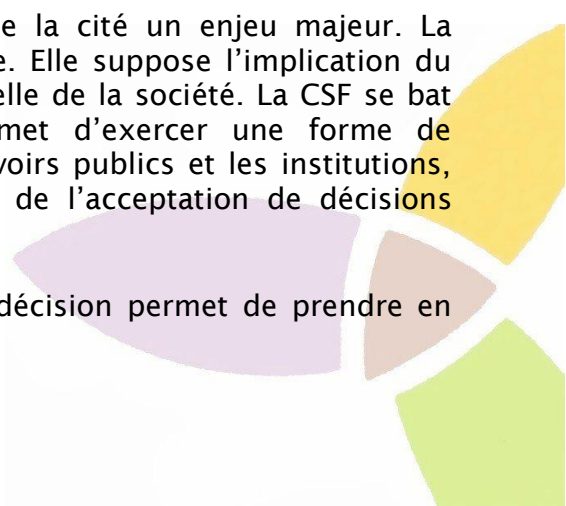 e la cité un enjeu majeur. La
e. Elle suppose l’implication du
elle de la société. La CSF se bat
met d’exercer une forme de
voirs publics et les institutions,
de l’acceptation de décisions
décision permet de prendre en